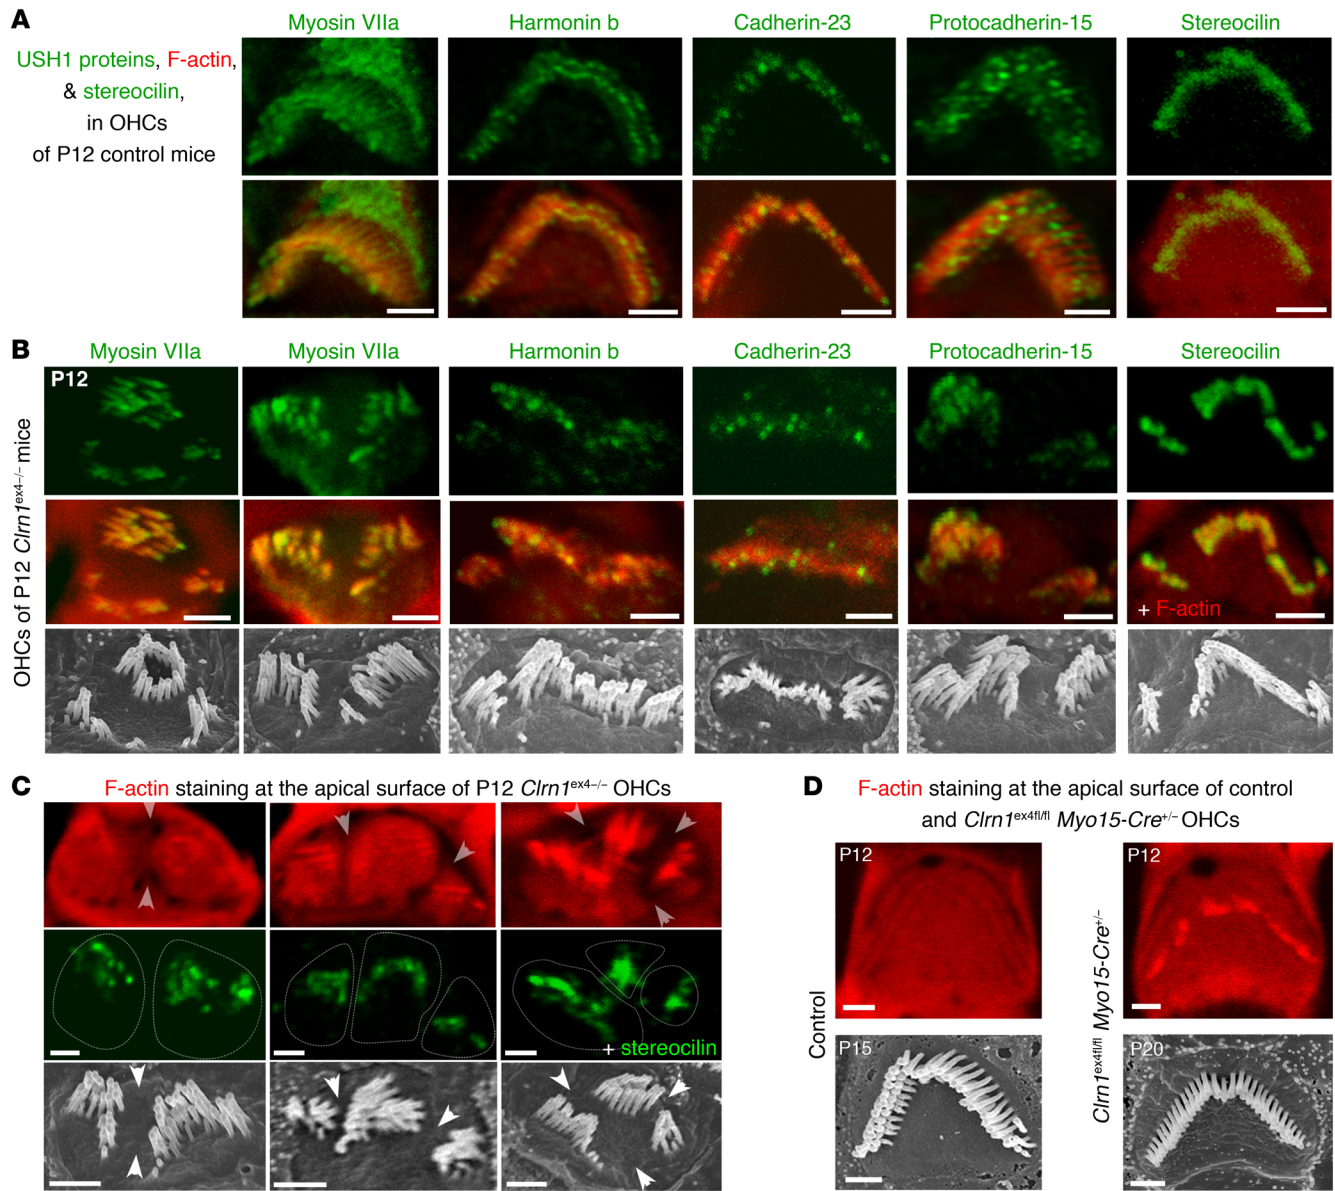 A
Myosin VIIa
Harmonin b
Cadherin-23
Protocadherin-15
Stereocilin
USH1 proteins, F-actin,
& stereocilin,
in OHCs
of P12 control mice
B
Myosin VIIa
Myosin VIIa
Harmonin b
Cadherin-23
Protocadherin-15
Stereocilin
OHCs of P12 Clrn1ex4–/– mice
P12
+ F-actin
C
F-actin staining at the apical surface of P12 Clrn1ex4–/– OHCs
+ stereocilin
D
F-actin staining at the apical surface of control
and Clrn1ex4fl/fl Myo15-Cre+/– OHCs
Control
P12
P15
Clrn1ex4fl/fl Myo15-Cre+/–
P12
P20